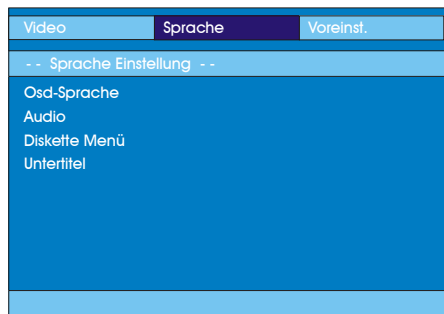 Video Sprache Voreinst.
- - Sprache Einstellung - -
Osd-Sprache
Audio
Diskette Menü
Untertitel